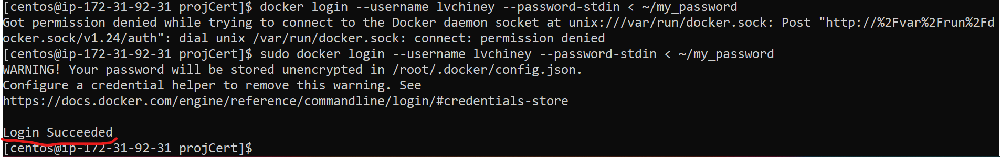 [centos@ip-172-31-92-31 projCert]$ docker login --username lvchiney --password-stdin < ~/my_password
Got permission denied while trying to connect to the Docker daemon socket at unix:///var/run/docker.sock: Post "http://%2Fvar%2Frun%2Fd
ocker.sock/v1.24/auth": dial unix /var/run/docker.sock: connect: permission denied
[centos@ip-172-31-92-31 projCert]$ sudo docker login --username lvchiney --password-stdin < ~/my_password
WARNING! Your password will be stored unencrypted in /root/.docker/config.json.
Configure a credential helper to remove this warning. See
https://docs.docker.com/engine/reference/commandline/login/#credentials-store
Login Succeeded
[centos@ip-172-31-92-31 projCert]$